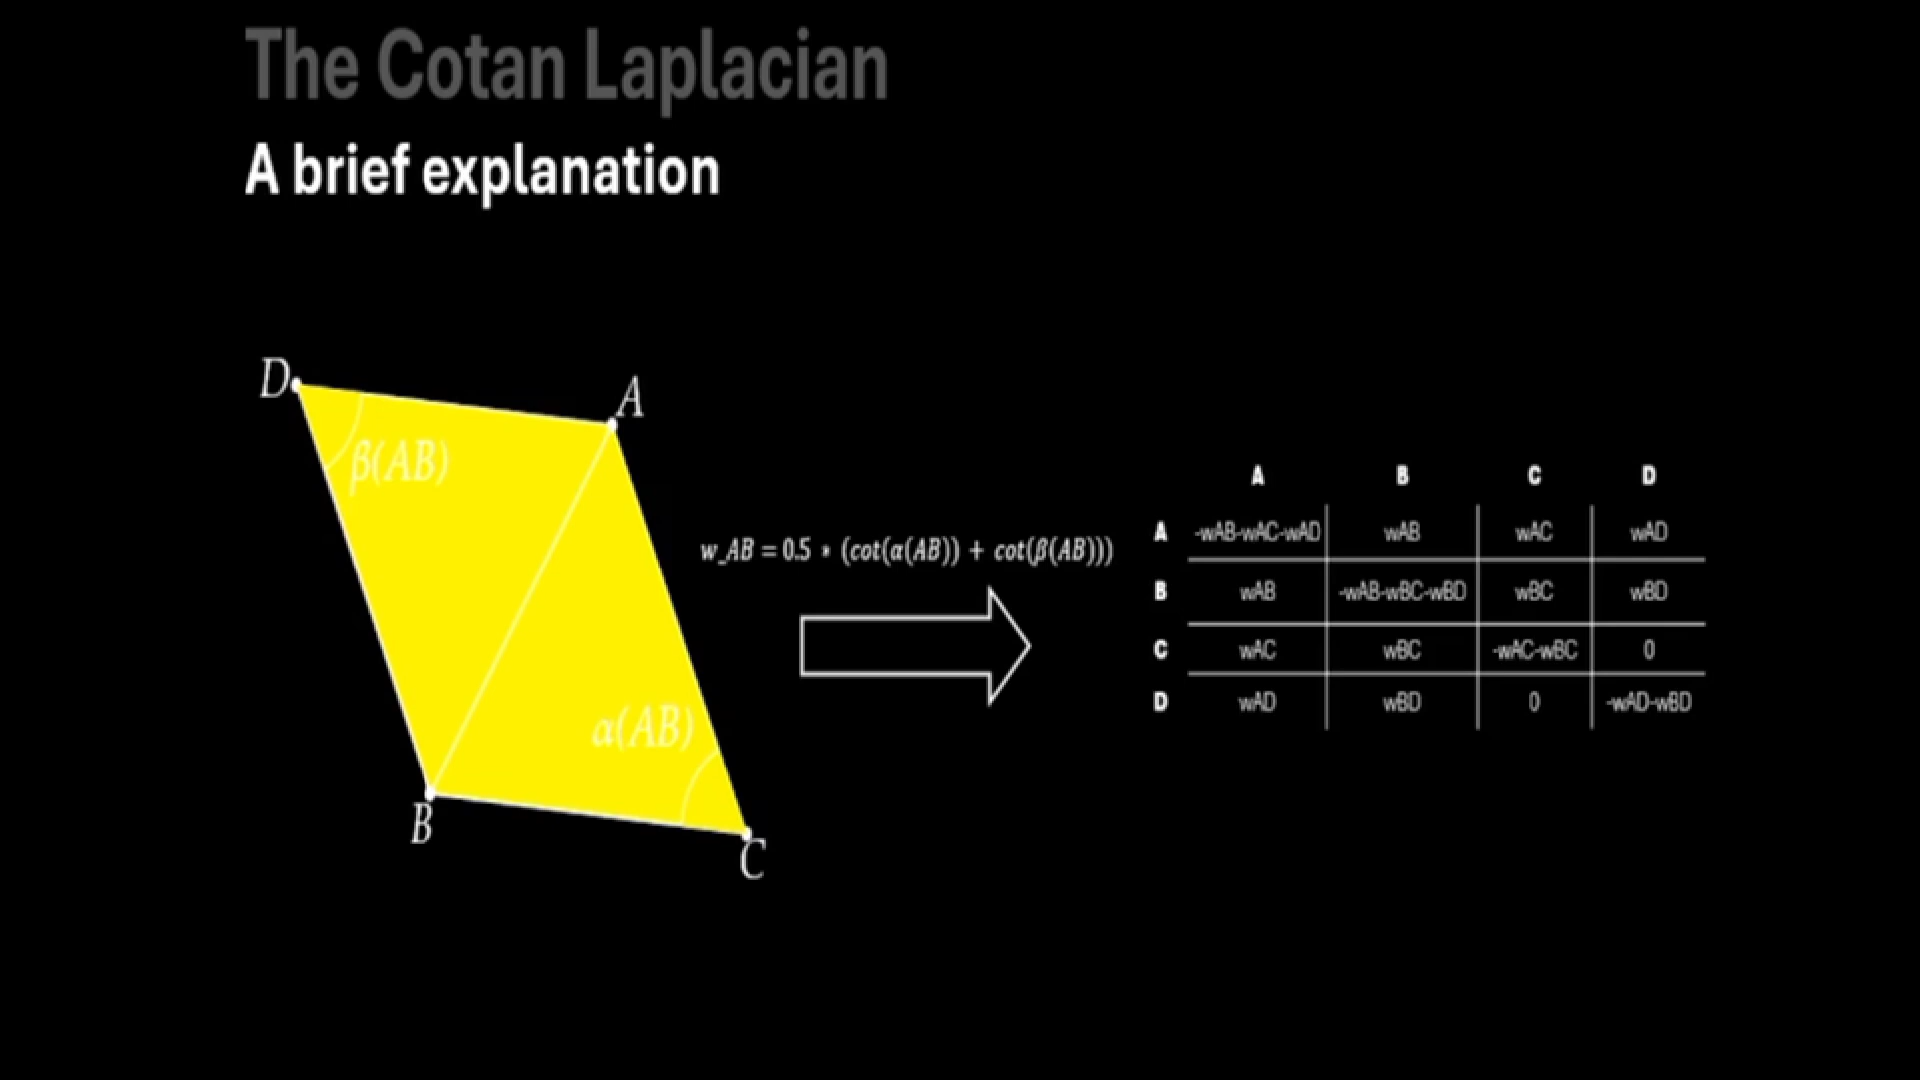 The Cotan Laplacian
A brief explanation
D
A
β(AB)
α(AB)
B
C
w_AB = 0.5 * (cot(α(AB)) + cot(β(AB)))
A B C D
A -wAB-wAC-wAD wAB wAC wAD
B wAB -wAB-wBC-wBD wBC wBD
C wAC wBC -wAC-wBC 0
D wAD wBD 0 -wAD-wBD